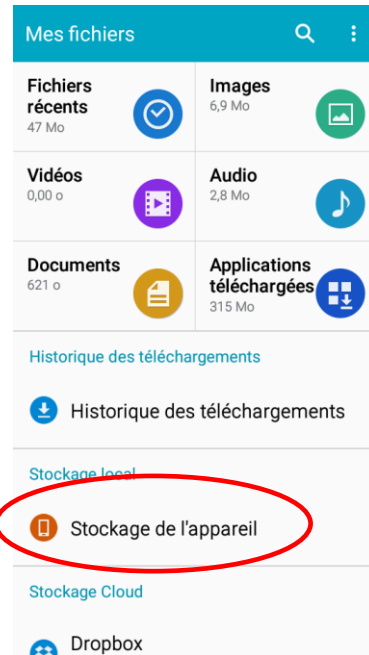 Mes fichiers
Fichiers
récents
47 Mo
Images
6,9 Mo
Vidéos
0,00 o
Audio
2,8 Mo
Documents
621 o
Applications
téléchargées
315 Mo
Historique des téléchargements
Historique des téléchargements
Stockage local
Stockage de l'appareil
Stockage Cloud
Dropbox